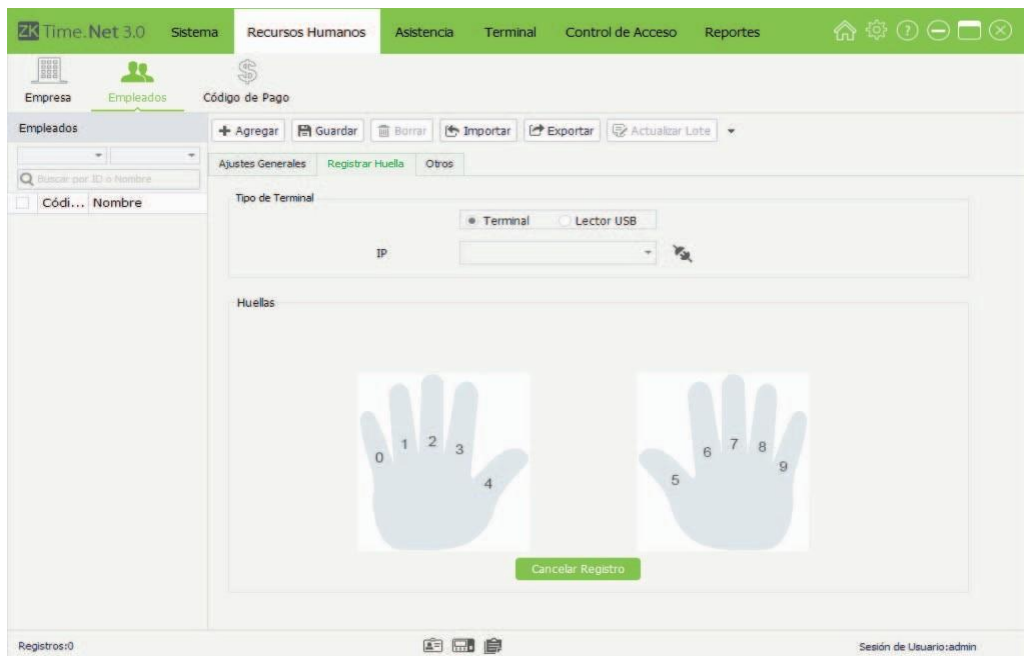 ZK Time.Net 3.0 Sistema Recursos Humanos Asistencia Terminal Control de Acceso Reportes
Empresa Empleados Código de Pago
Empleados
Agregar Guardar Borrar Importar Exportar Actualizar Lote
Ajustes Generales Registrar Huella Otros
Buscar por ID o Nombre
Códi... Nombre
Tipo de Terminal
Terminal Lector USB
IP
Huellas
0 1 2 3 4 5 6 7 8 9
Cancelar Registro
Registros:0 Sesión de Usuario:admin